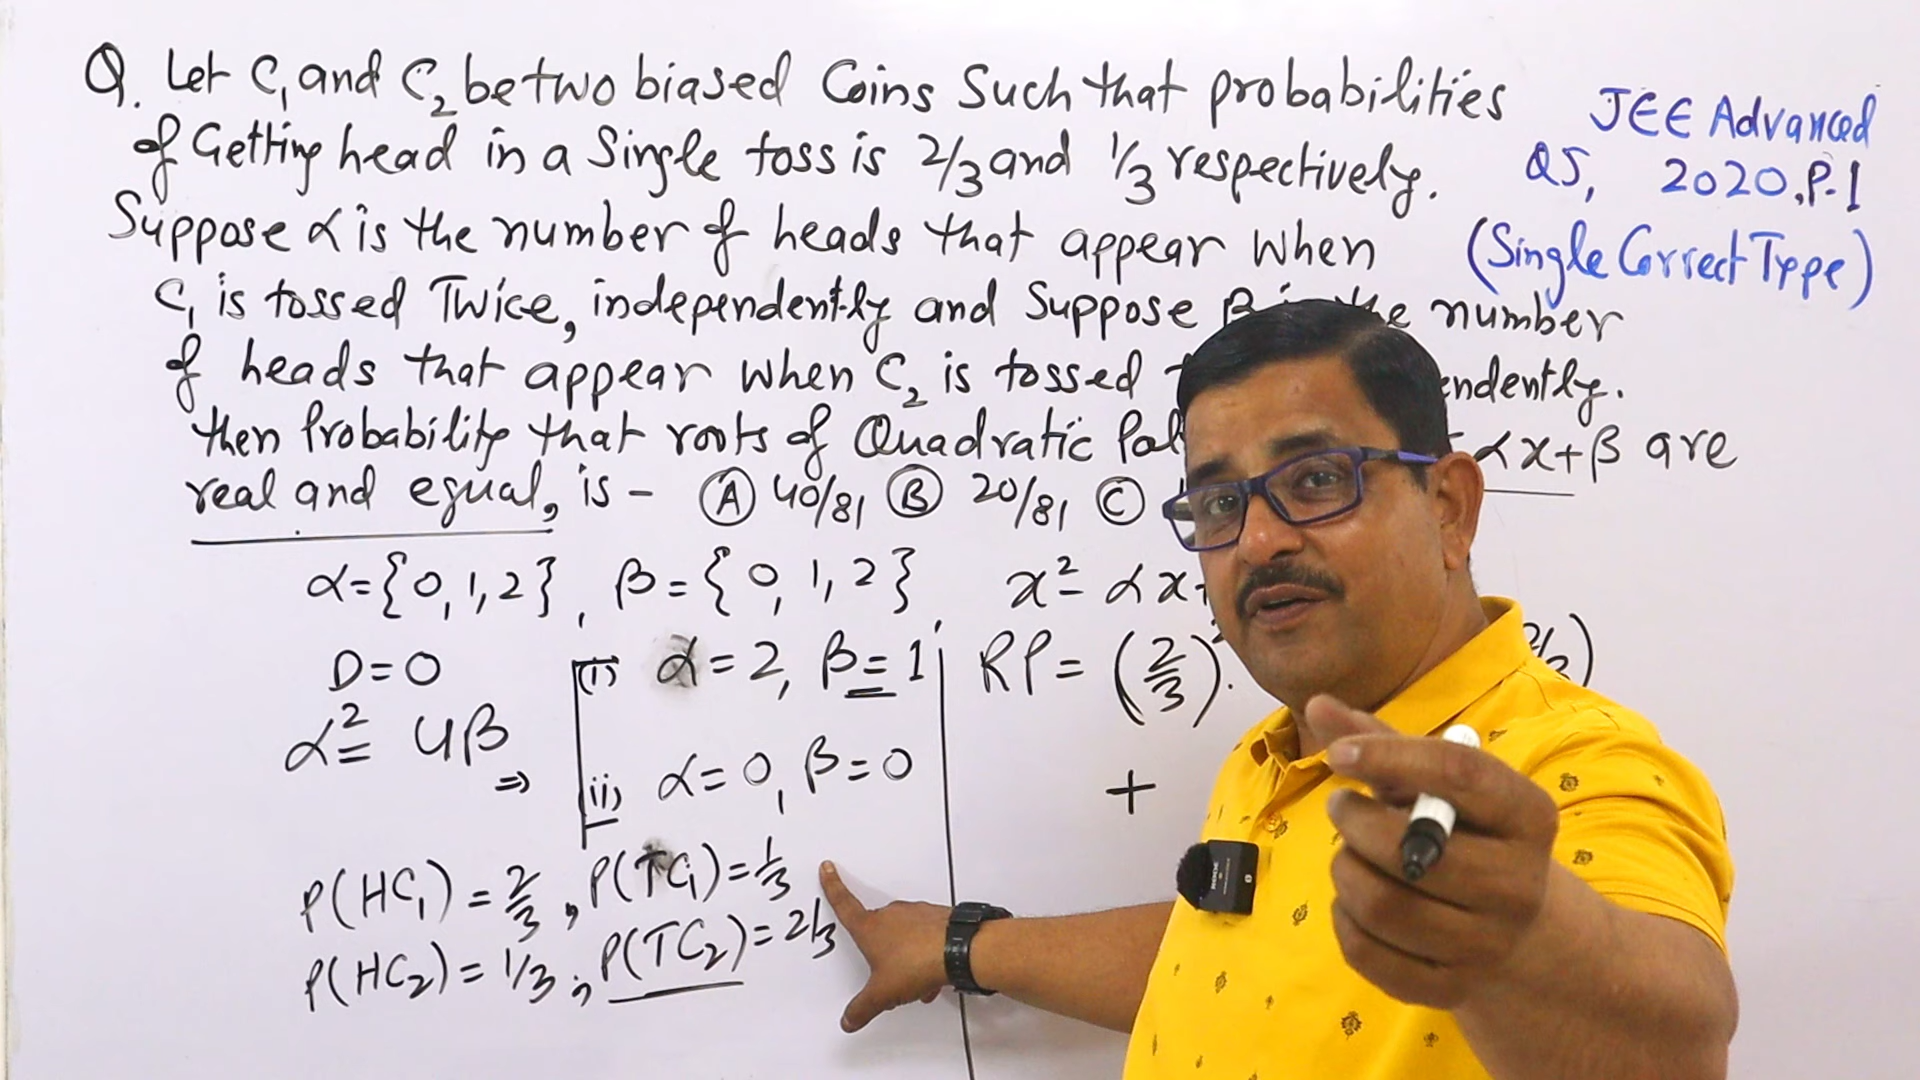 Q. Let C₁ and C₂ be two biased Coins Such that probabilities
of Getting head in a Single toss is 2/3 and 1/3 respectively.
Suppose α is the number of heads that appear when
C₁ is tossed Twice, independently and Suppose β number
of heads that appear when C₂ is tossed
then Probability that roots of Quadratic αx+β are
real and equal, is - (A) 40/81 (B) 20/81 (C)
JEE Advanced
Q5, 2020.P-1
(Single Correct Type)
α={0,1,2}, β={0,1,2} x²-αx
D=0
α²=4β ⇒
(i) α=2, β=1
(ii) α=0, β=0
RP=(2/3)².
+
P(HC₁)=2/3, P(TC₁)=1/3
P(HC₂)=1/3, P(TC₂)=2/3